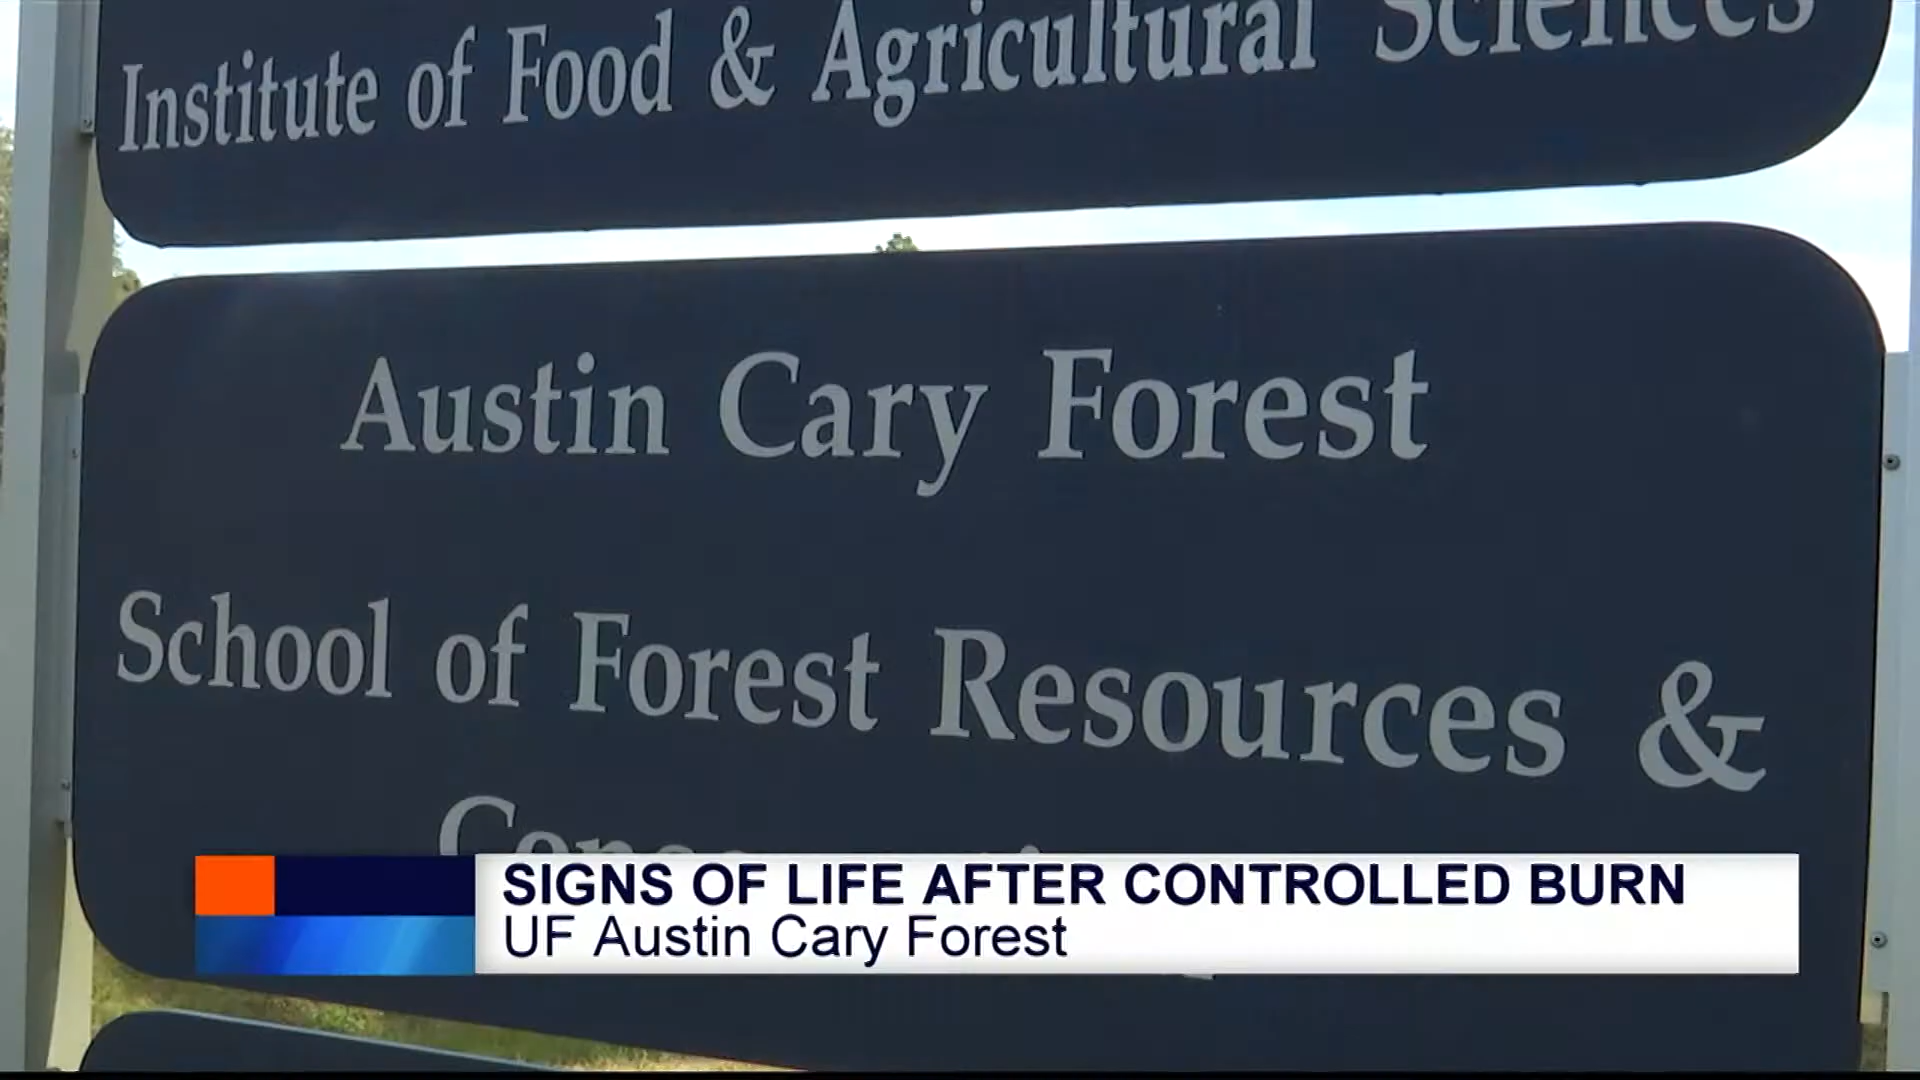 Institute of Food & Agricultural Sciences
Austin Cary Forest
School of Forest Resources &
SIGNS OF LIFE AFTER CONTROLLED BURN
UF Austin Cary Forest